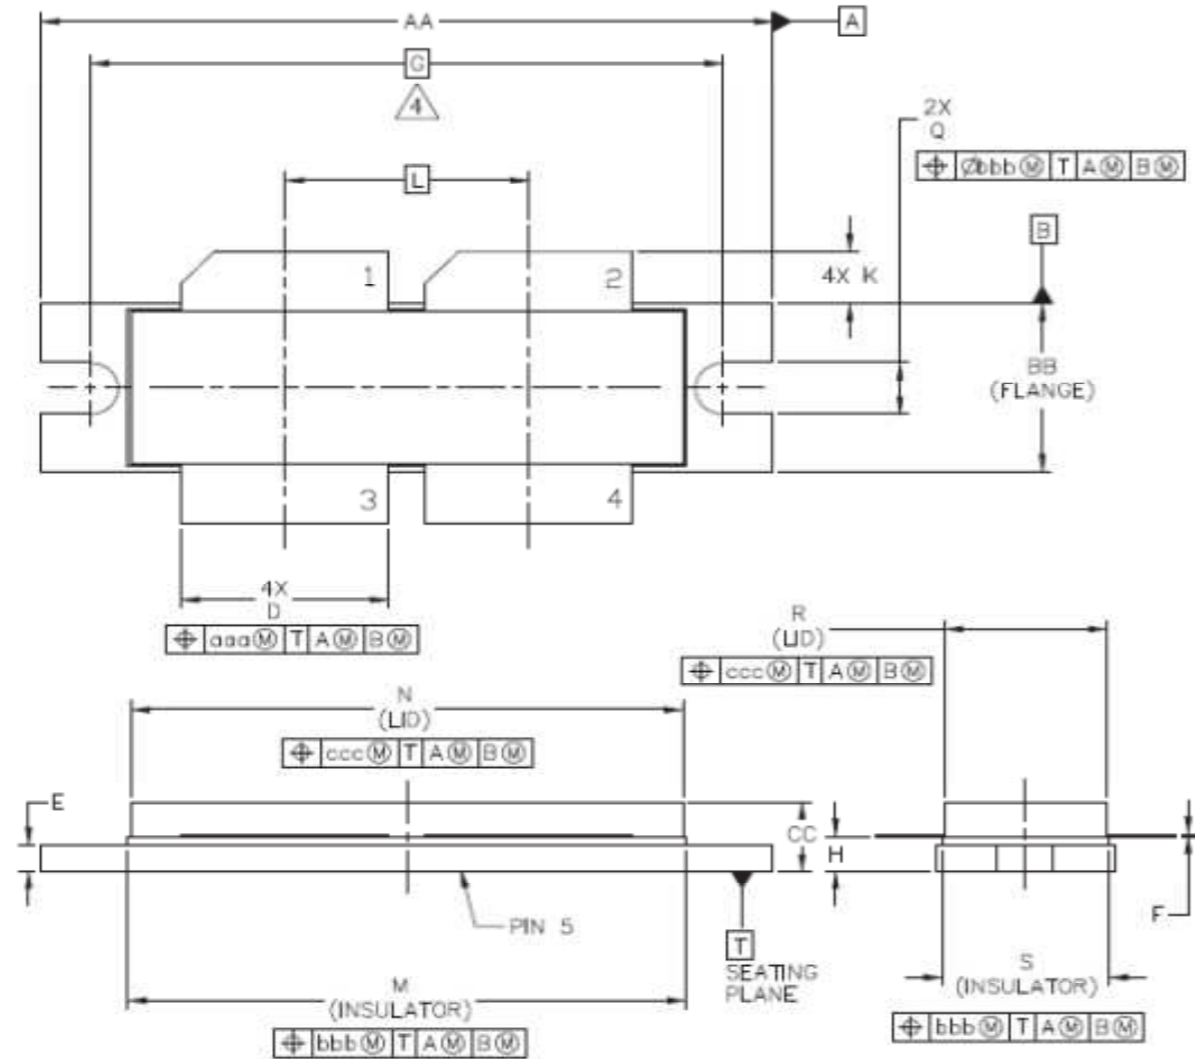 AA
A
G
4
2X
Q
⌖ Øbbb Ⓜ T A Ⓜ B Ⓜ
L
B
1
2
4X K
BB
(FLANGE)
3
4
4X
D
⌖ aaa Ⓜ T A Ⓜ B Ⓜ
R
(LID)
⌖ ccc Ⓜ T A Ⓜ B Ⓜ
N
(LID)
⌖ ccc Ⓜ T A Ⓜ B Ⓜ
E
CC
H
F
PIN 5
T
SEATING
PLANE
M
(INSULATOR)
⌖ bbb Ⓜ T A Ⓜ B Ⓜ
S
(INSULATOR)
⌖ bbb Ⓜ T A Ⓜ B Ⓜ